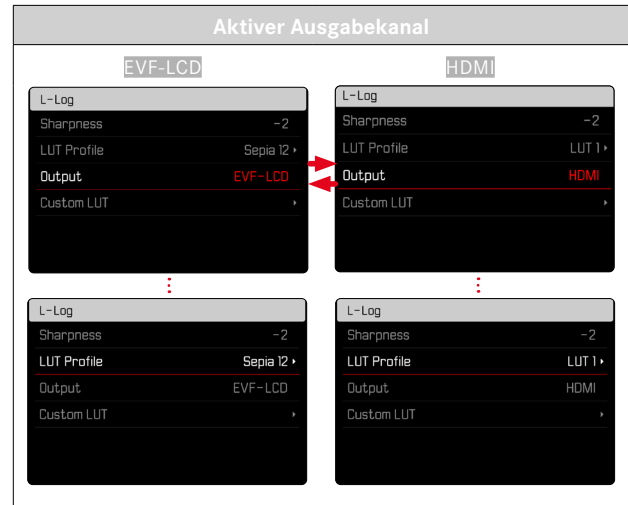 Aktiver Ausgabekanal
EVF-LCD
L-Log
Sharpness -2
LUT Profile Sepia 12
Output EVF-LCD
Custom LUT
HDMI
L-Log
Sharpness -2
LUT Profile LUT 1
Output HDMI
Custom LUT
L-Log
Sharpness -2
LUT Profile Sepia 12
Output EVF-LCD
Custom LUT
L-Log
Sharpness -2
LUT Profile LUT 1
Output HDMI
Custom LUT